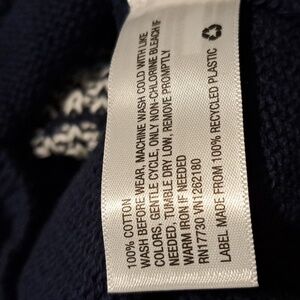 100% COTTON
WASH BEFORE WEAR, MACHINE WASH COLD WITH LIKE
COLORS, GENTLE CYCLE, ONLY NON-CHLORINE BLEACH IF
NEEDED, TUMBLE DRY LOW, REMOVE PROMPTLY
WARM IRON IF NEEDED
RN17730 VN1262180
LABEL MADE FROM 100% RECYCLED PLASTIC